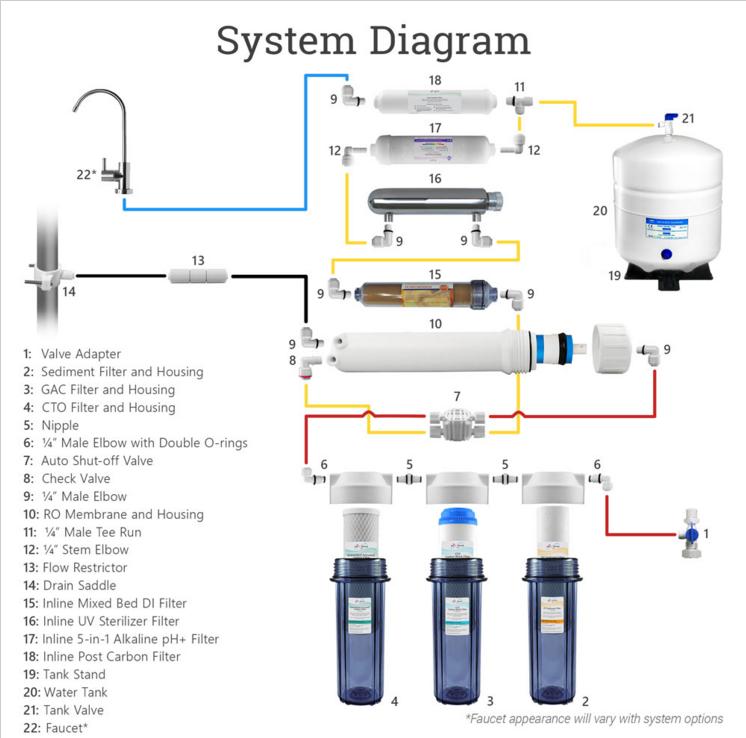 System Diagram
18
11
9
21
17
12
12
22*
16
20
9
9
13
15
19
14
9
9
10
9
9
8
7
6
5
5
6
1
1: Valve Adapter
2: Sediment Filter and Housing
3: GAC Filter and Housing
4: CTO Filter and Housing
5: Nipple
6: ¼” Male Elbow with Double O-rings
7: Auto Shut-off Valve
8: Check Valve
9: ¼” Male Elbow
10: RO Membrane and Housing
11: ¼” Male Tee Run
12: ¼” Stem Elbow
13: Flow Restrictor
14: Drain Saddle
15: Inline Mixed Bed DI Filter
16: Inline UV Sterilizer Filter
17: Inline 5-in-1 Alkaline pH+ Filter
18: Inline Post Carbon Filter
19: Tank Stand
20: Water Tank
21: Tank Valve
22: Faucet*
4
3
2
*Faucet appearance will vary with system options